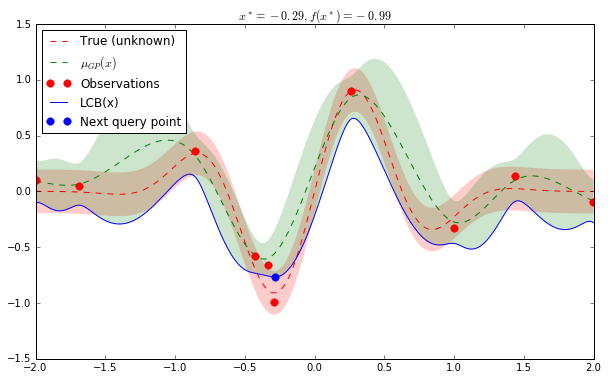 x* = −0.29, f(x*) = −0.99
True (unknown)
μ_GP(x)
Observations
LCB(x)
Next query point
1.5
1.0
0.5
0.0
−0.5
−1.0
−1.5
−2.0 −1.5 −1.0 −0.5 0.0 0.5 1.0 1.5 2.0